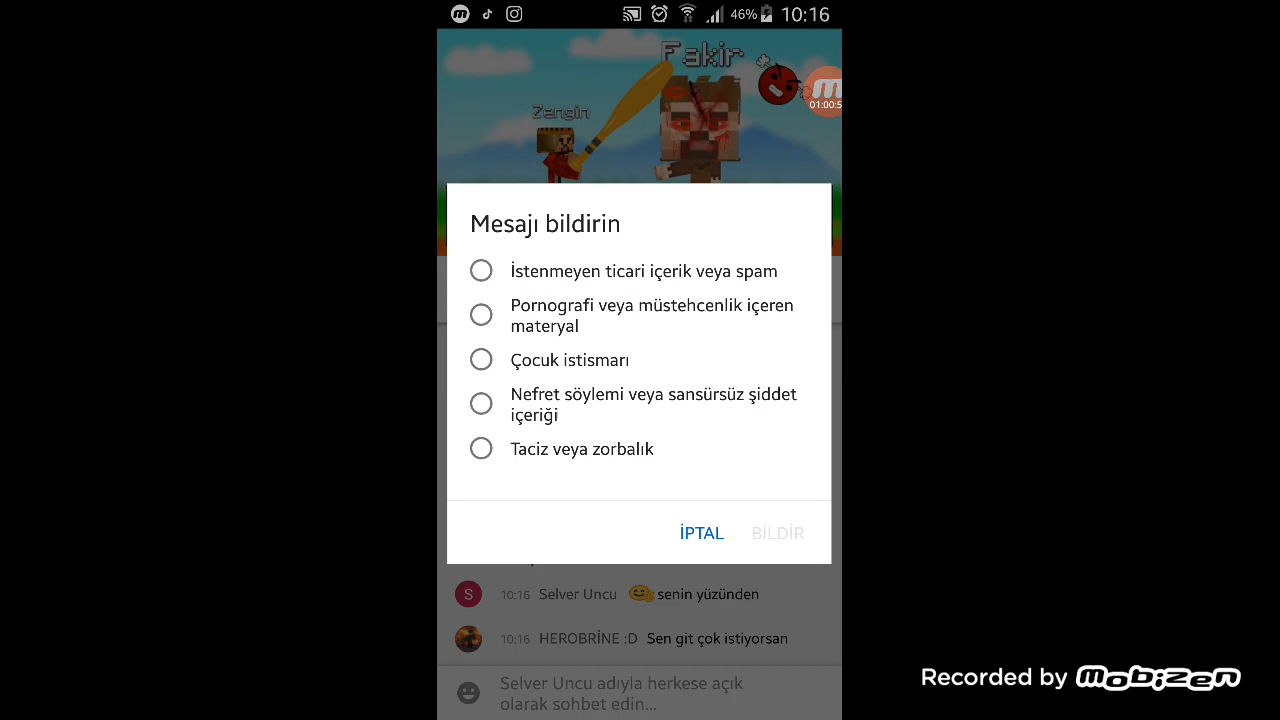 46% 10:16
Fakir
Zengin
01:00:5
Mesajı bildirin
İstenmeyen ticari içerik veya spam
Pornografi veya müstehcenlik içeren
materyal
Çocuk istismarı
Nefret söylemi veya sansürsüz şiddet
içeriği
Taciz veya zorbalık
İPTAL BİLDİR
S 10:16 Selver Uncu senin yüzünden
10:16 HEROBRİNE :D Sen git çok istiyorsan
Selver Uncu adıyla herkese açık
olarak sohbet edin...
Recorded by mobizen